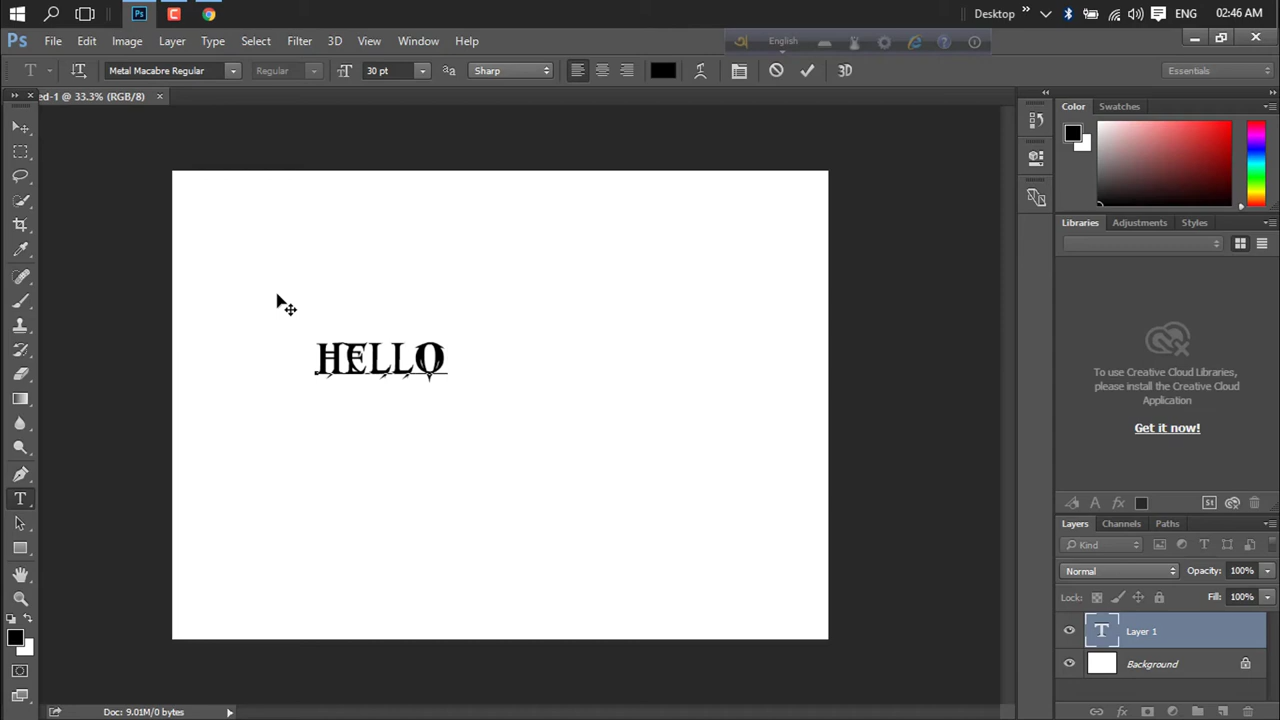 Desktop » ENG 02:46 AM
Ps File Edit Image Layer Type Select Filter 3D View Window Help English
T Metal Macabre Regular Regular 30 pt Sharp 3D Essentials
ed-1 @ 33.3% (RGB/8) ×
Color Swatches
Libraries Adjustments Styles
HELLO
To use Creative Cloud Libraries,
please install the Creative Cloud
Application
Get it now!
St
Layers Channels Paths
Kind
Normal Opacity: 100%
Lock: Fill: 100%
T Layer 1
Background
Doc: 9.01M/0 bytes